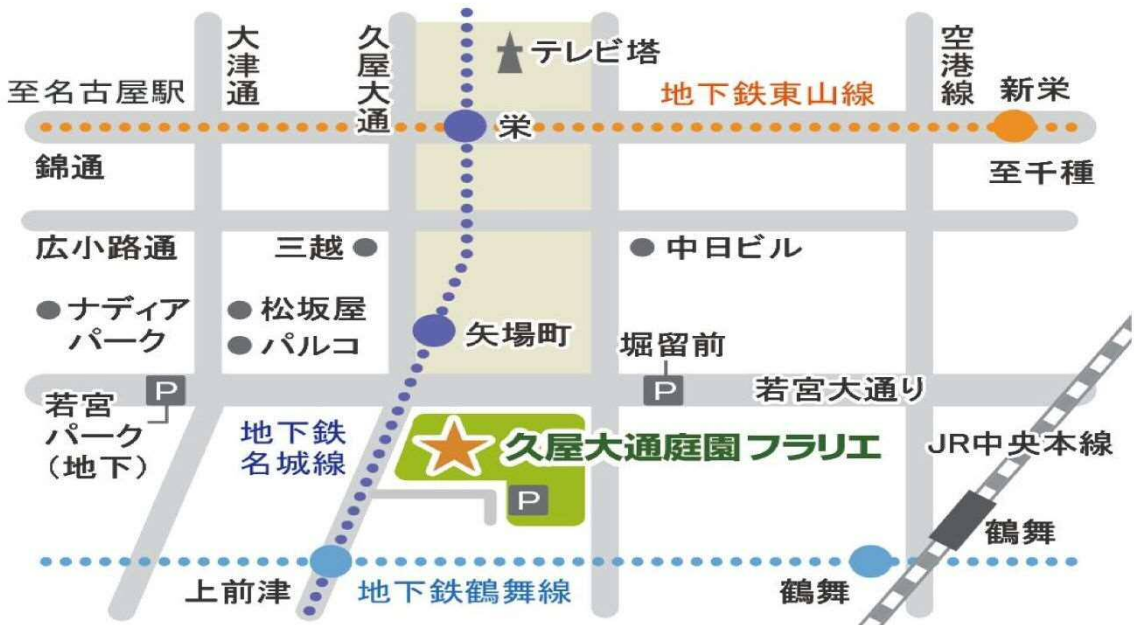 大津通
久屋大通
テレビ塔
空港線
至名古屋駅
地下鉄東山線
新栄
栄
錦通
至千種
広小路通
三越
中日ビル
ナディア
パーク
松坂屋
パルコ
矢場町
堀留前
P
P
若宮大通り
若宮
パーク
(地下)
地下鉄
名城線
久屋大通庭園フラリエ
JR中央本線
P
鶴舞
上前津
地下鉄鶴舞線
鶴舞